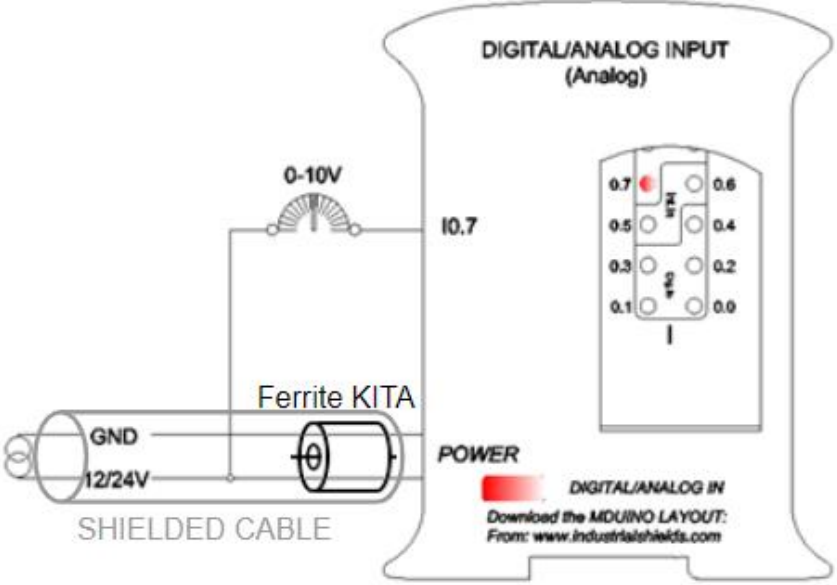 DIGITAL/ANALOG INPUT
(Analog)
0-10V
I0.7
0.7
0.6
0.5
0.4
0.3
0.2
0.1
0.0
I
Ferrite KITA
GND
12/24V
SHIELDED CABLE
POWER
DIGITAL/ANALOG IN
Download the MDUINO LAYOUT:
From: www.industrialshields.com